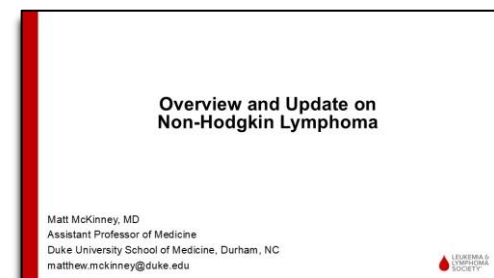 Overview and Update on
Non-Hodgkin Lymphoma
Matt McKinney, MD
Assistant Professor of Medicine
Duke University School of Medicine, Durham, NC
matthew.mckinney@duke.edu
LEUKEMIA &
LYMPHOMA
SOCIETY